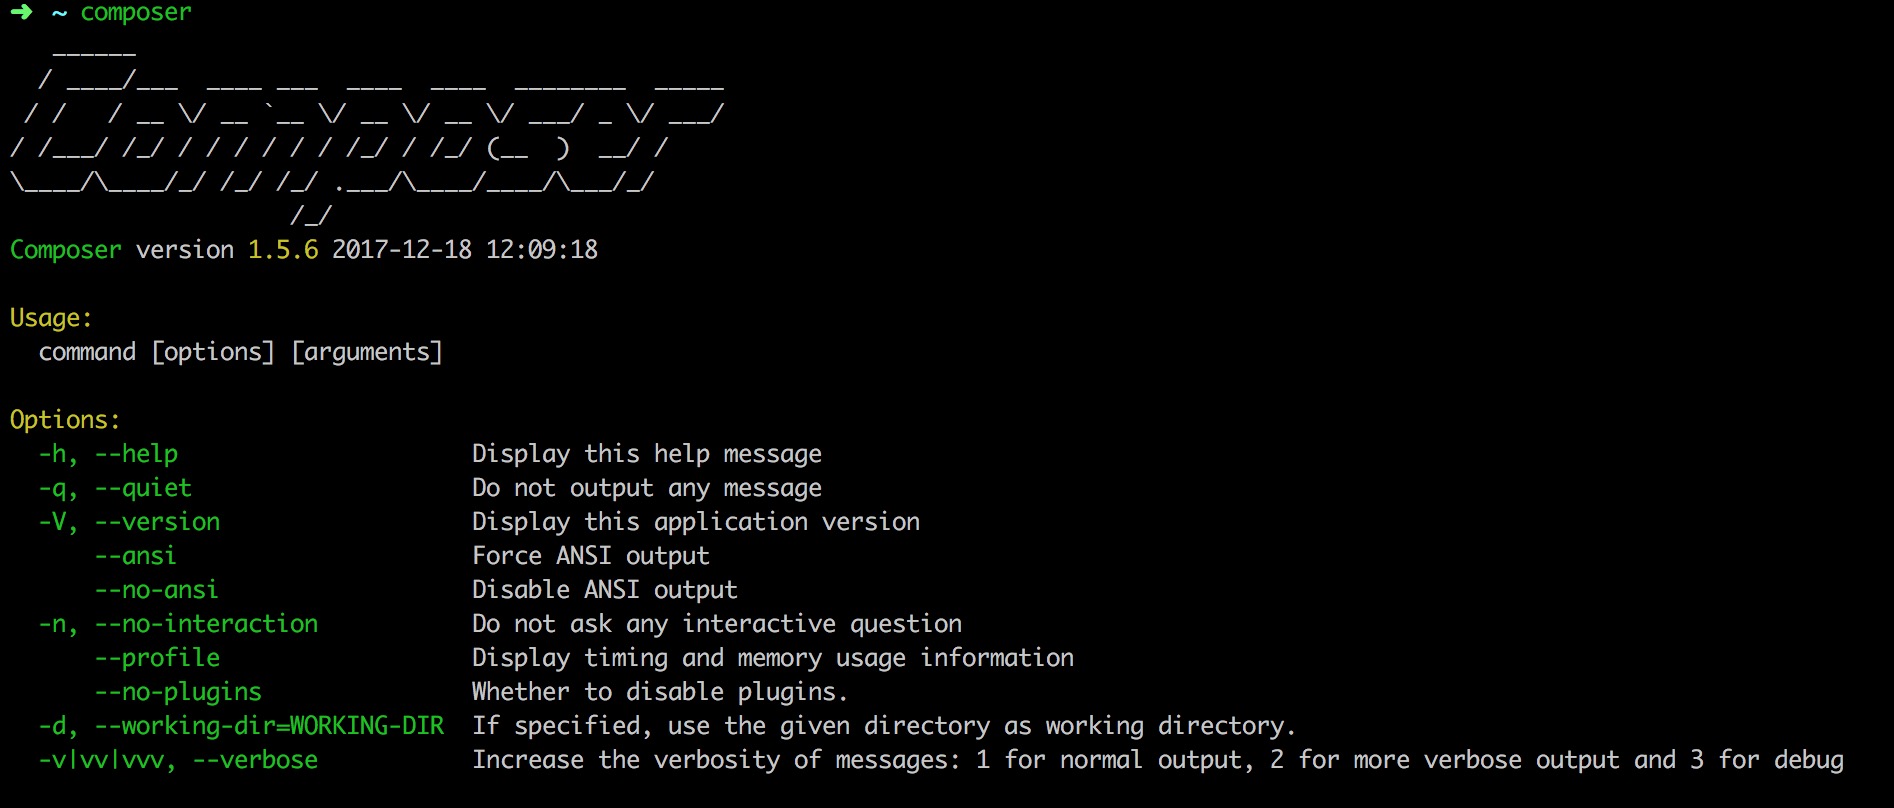 ➜ ~ composer
   ______
  / ____/___  ____ ___  ____  ____  ________  _____
 / /   / __ \/ __ `__ \/ __ \/ __ \/ ___/ _ \/ ___/
/ /___/ /_/ / / / / / / /_/ / /_/ (__  )  __/ /
\____/\____/_/ /_/ /_/ .___/\____/____/\___/_/
                    /_/
Composer version 1.5.6 2017-12-18 12:09:18

Usage:
  command [options] [arguments]

Options:
  -h, --help                     Display this help message
  -q, --quiet                    Do not output any message
  -V, --version                  Display this application version
      --ansi                     Force ANSI output
      --no-ansi                  Disable ANSI output
  -n, --no-interaction           Do not ask any interactive question
      --profile                  Display timing and memory usage information
      --no-plugins               Whether to disable plugins.
  -d, --working-dir=WORKING-DIR  If specified, use the given directory as working directory.
  -v|vv|vvv, --verbose           Increase the verbosity of messages: 1 for normal output, 2 for more verbose output and 3 for debug